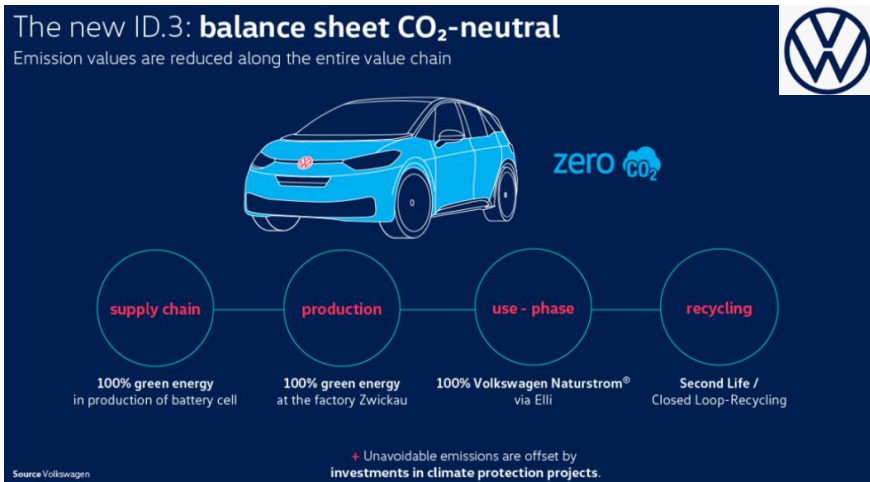 The new ID.3: balance sheet CO₂-neutral
Emission values are reduced along the entire value chain
zero CO₂
supply chain
production
use - phase
recycling
100% green energy
in production of battery cell
100% green energy
at the factory Zwickau
100% Volkswagen Naturstrom®
via Elli
Second Life /
Closed Loop-Recycling
+ Unavoidable emissions are offset by
investments in climate protection projects.
Source Volkswagen